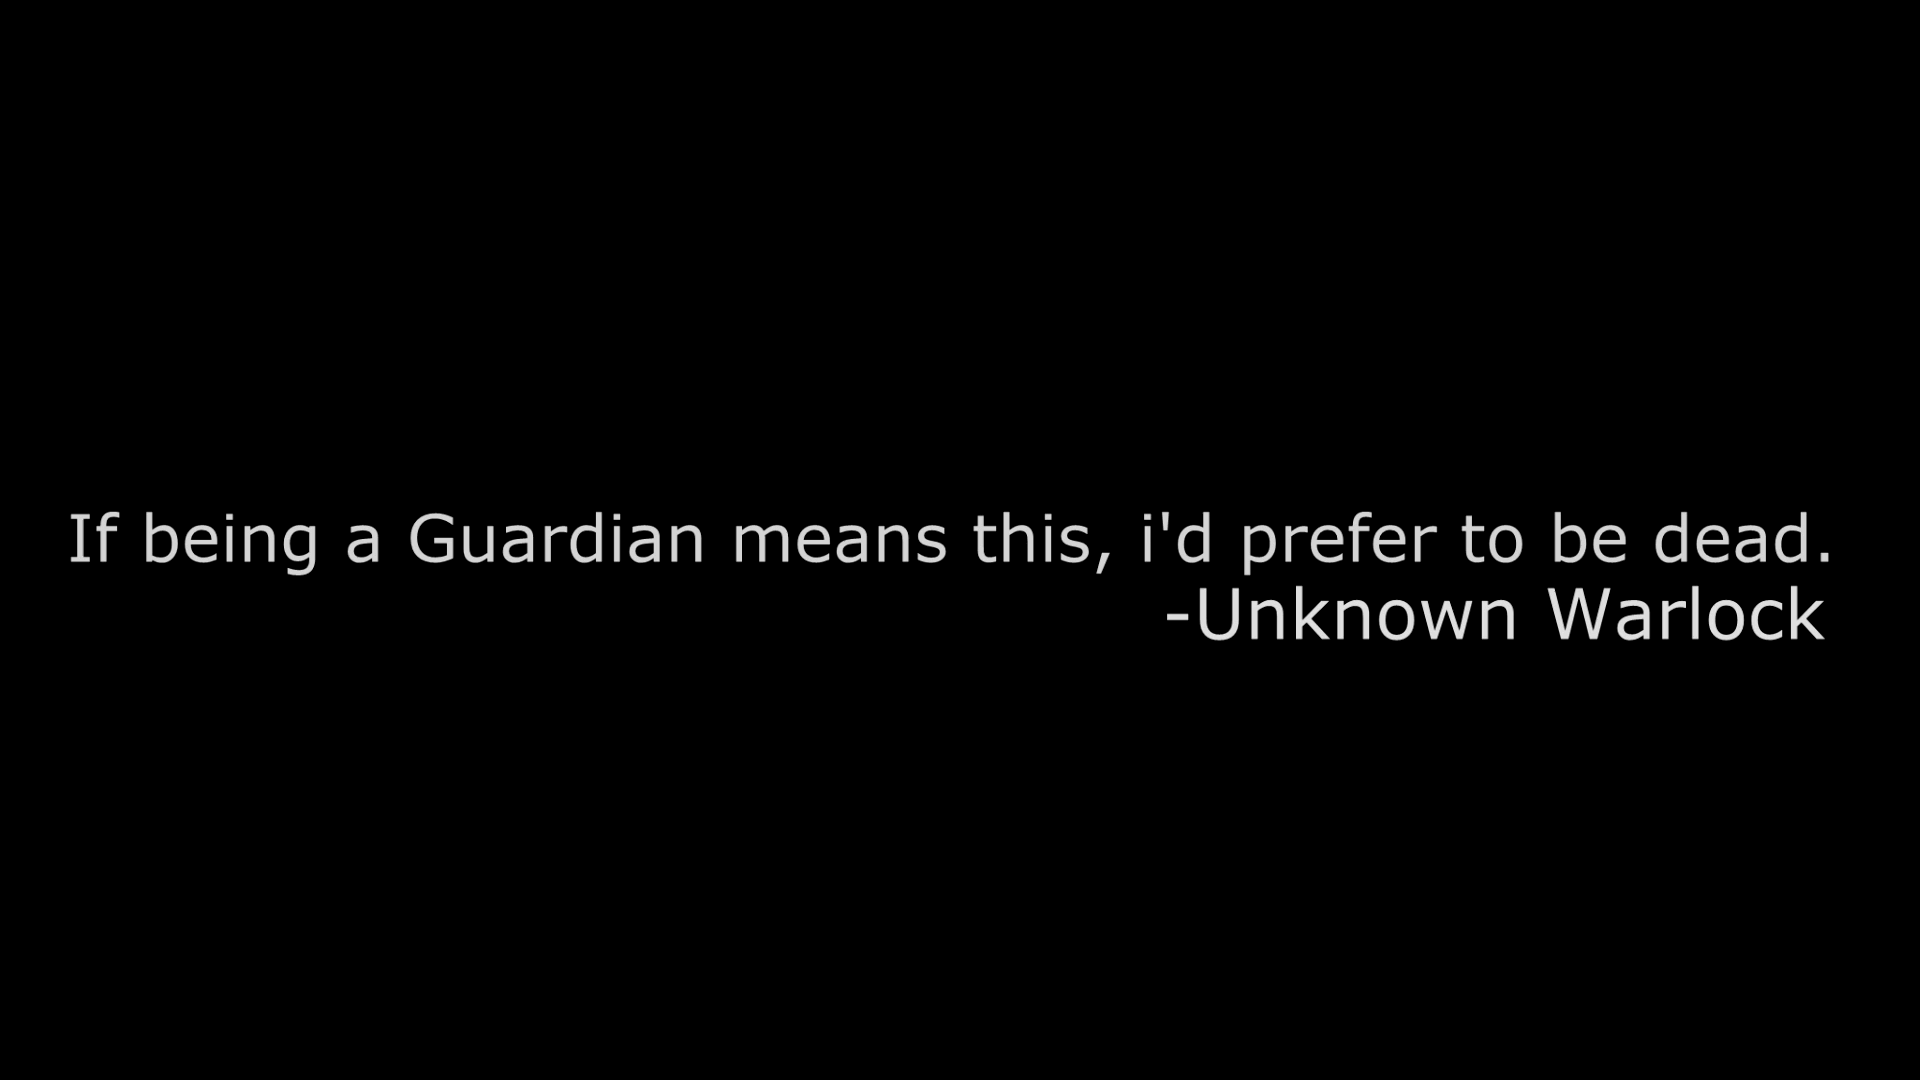 If being a Guardian means this, i'd prefer to be dead.
-Unknown Warlock